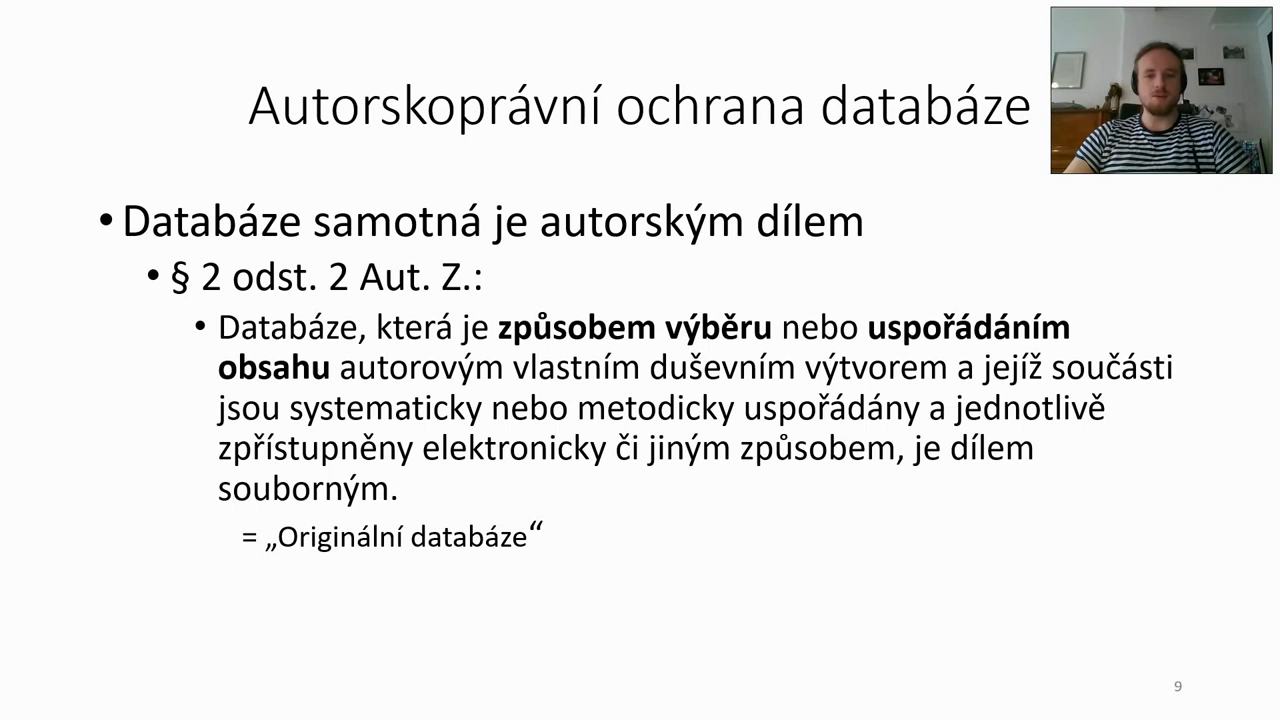 Autorskoprávní ochrana databáze
• Databáze samotná je autorským dílem
• § 2 odst. 2 Aut. Z.:
• Databáze, která je způsobem výběru nebo uspořádáním
obsahu autorovým vlastním duševním výtvorem a jejíž součásti
jsou systematicky nebo metodicky uspořádány a jednotlivě
zpřístupněny elektronicky či jiným způsobem, je dílem
souborným.
= „Originální databáze“
9